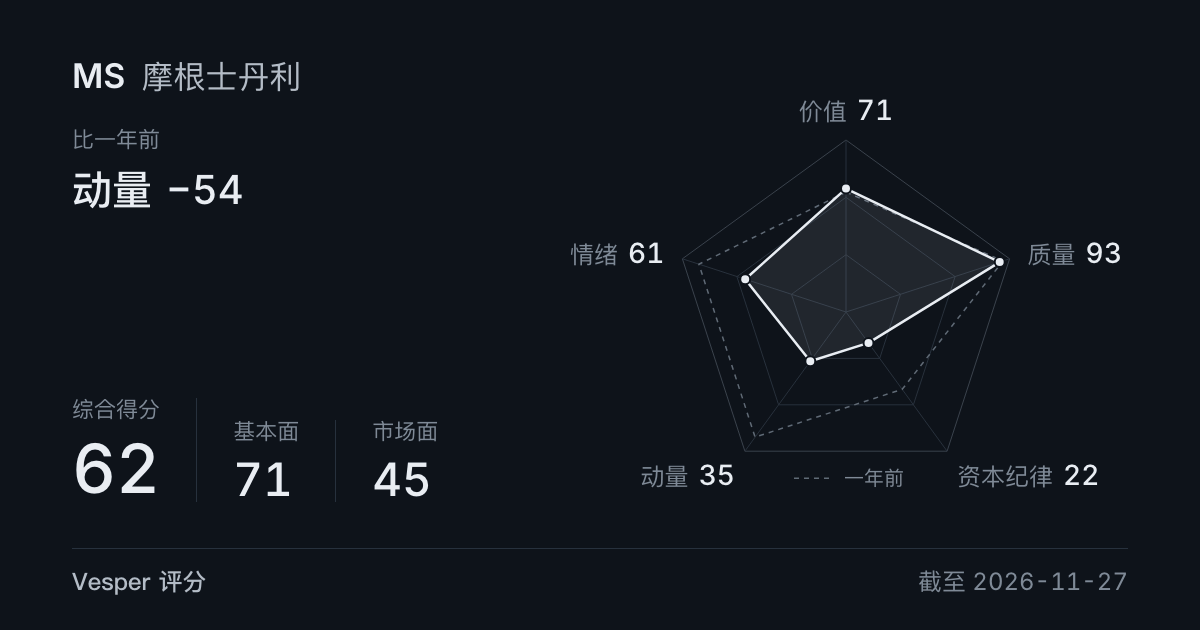 MS 摩根士丹利
比一年前
动量 −54
价值 71
情绪 61
质量 93
动量 35
一年前
资本纪律 22
综合得分
62
基本面
71
市场面
45
Vesper 评分
截至 2026-11-27